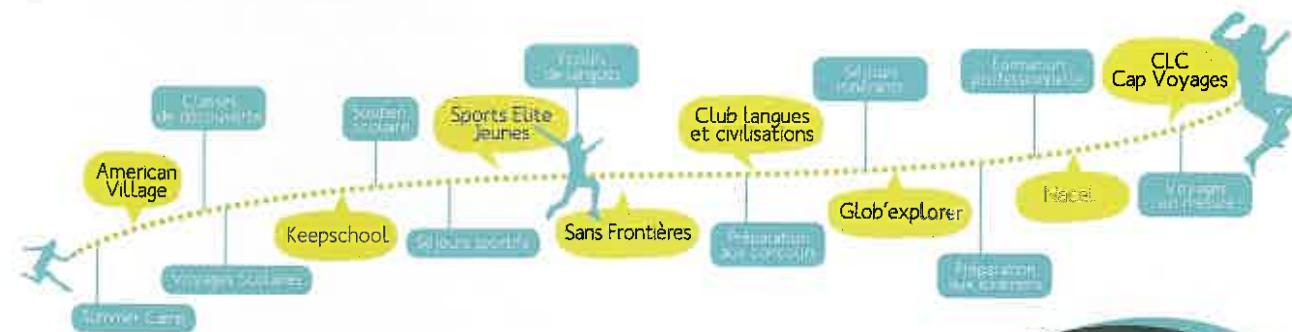 American
Village
Classes
de découverte
Summer Camp
Voyages Scolaires
Keepschool
Soutien
scolaire
Sports Elite
Jeunes
Séjours sportifs
Ecoles
de langues
Sans Frontières
Club langues
et civilisations
Préparation
aux concours
Séjours
itinérants
Glob'explorer
Préparation
aux examens
Formation
professionnelle
Nacel
CLC
Cap Voyages
Voyages
sur mesure